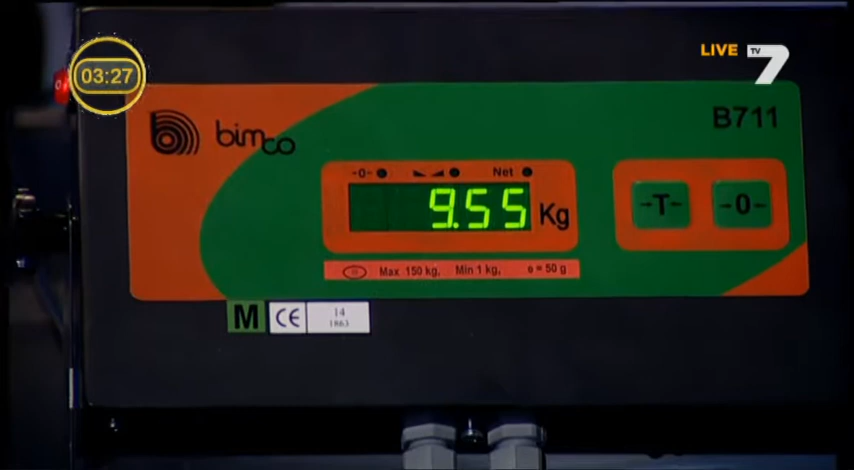 LIVE TV 7
03:27
bimco
B711
-0-
Net
9.55 Kg
-T- -0-
Max 150 kg, Min 1 kg, e = 50 g
M CE 14
1863